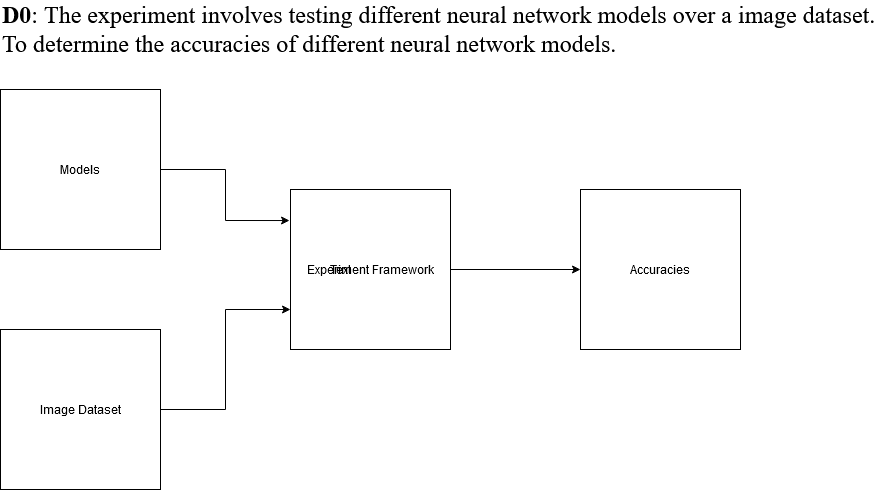 D0: The experiment involves testing different neural network models over a image dataset.
To determine the accuracies of different neural network models.
Models
Experiment Framework
Text
Accuracies
Image Dataset